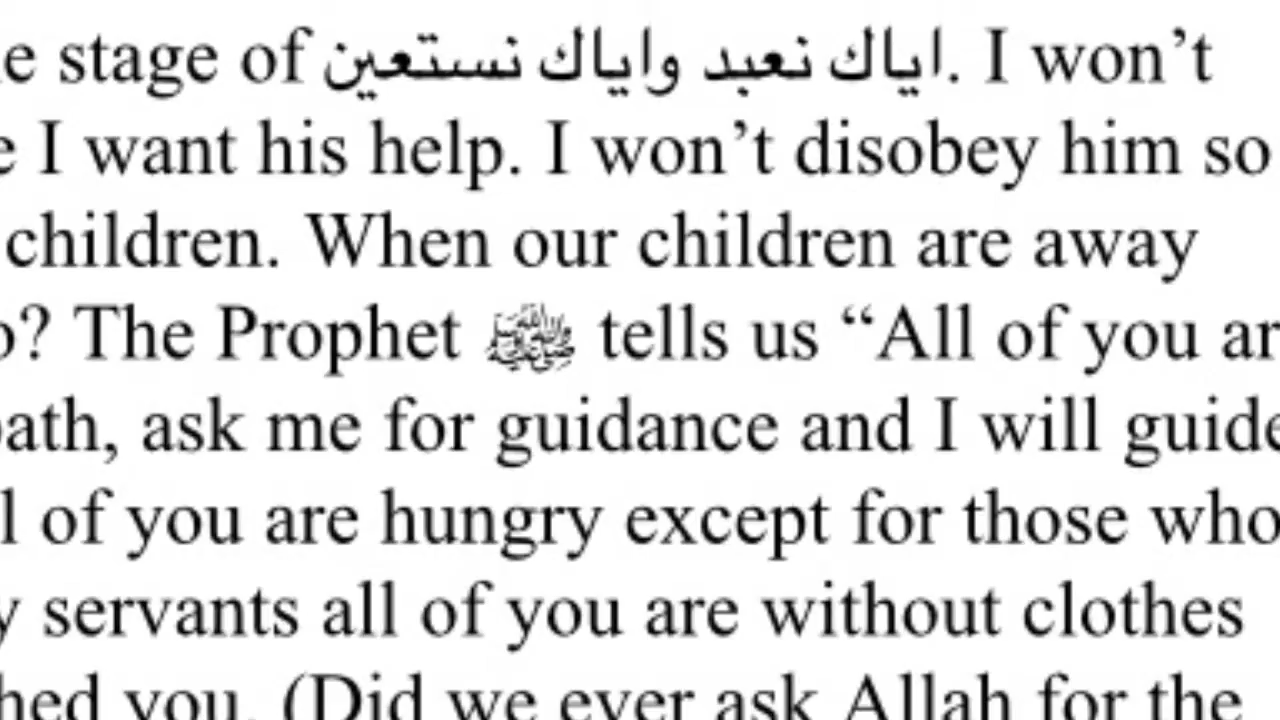 stage of اياك نعبد واياك نستعين. I won’t
I want his help. I won’t disobey him so
children. When our children are away
The Prophet ﷺ tells us “All of you
ask me for guidance and I will guide
of you are hungry except for those who
servants all of you are without clothes
you. (Did we ever ask Allah for the